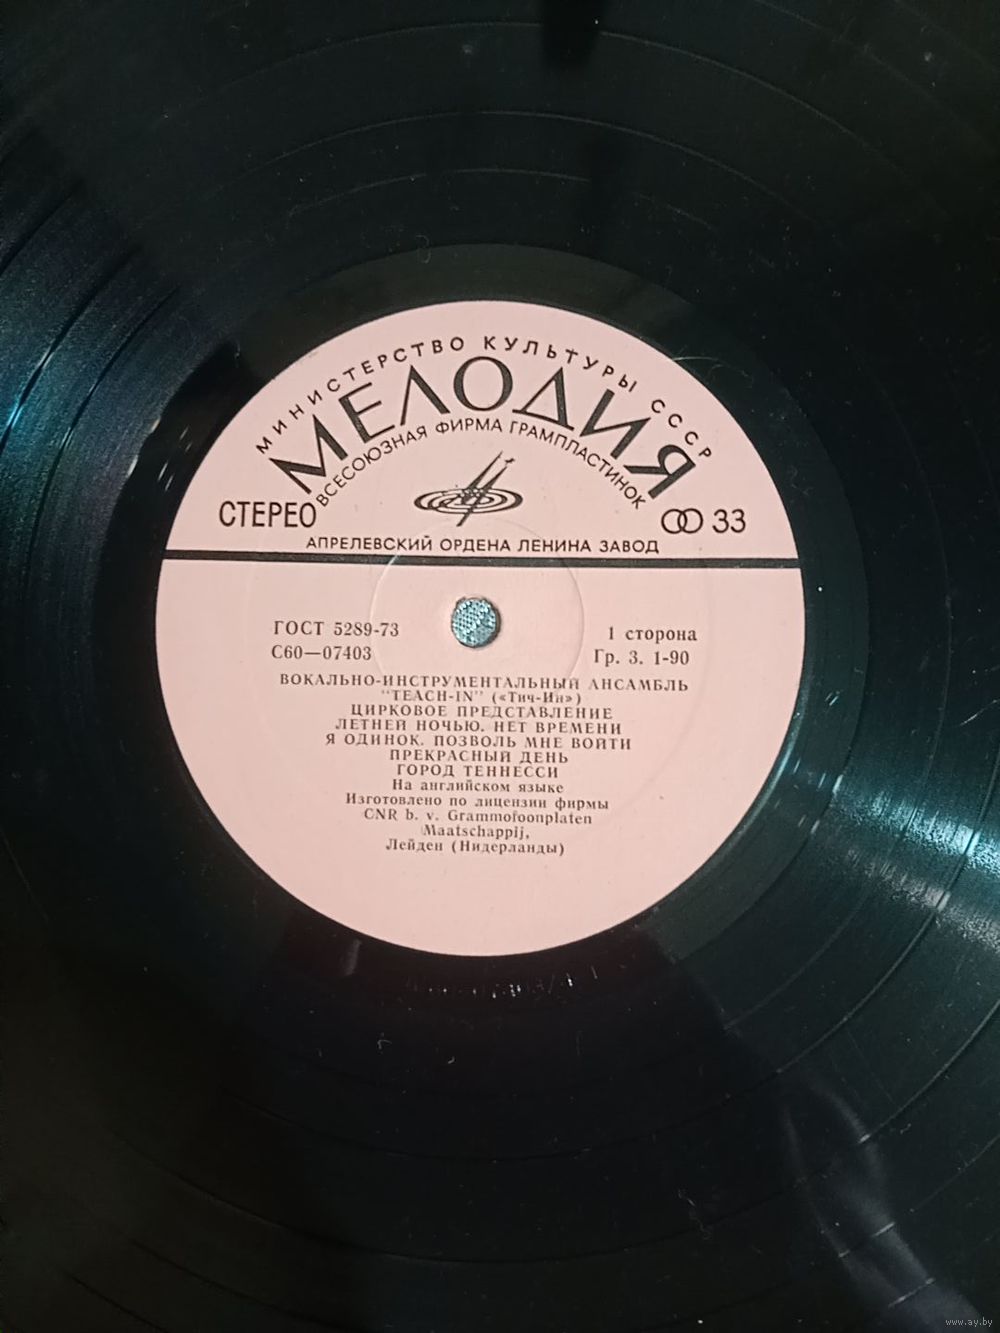 МИНИСТЕРСТВО КУЛЬТУРЫ СССР
МЕЛОДИЯ
ВСЕСОЮЗНАЯ ФИРМА ГРАМПЛАСТИНОК
СТЕРЕО
33
АПРЕЛЕВСКИЙ ОРДЕНА ЛЕНИНА ЗАВОД
ГОСТ 5289-73
1 сторона
С60—07403
Гр. 3. 1-90
ВОКАЛЬНО-ИНСТРУМЕНТАЛЬНЫЙ АНСАМБЛЬ
"TEACH-IN" («Тич-Ин»)
ЦИРКОВОЕ ПРЕДСТАВЛЕНИЕ
ЛЕТНЕЙ НОЧЬЮ. НЕТ ВРЕМЕНИ
Я ОДИНОК. ПОЗВОЛЬ МНЕ ВОЙТИ
ПРЕКРАСНЫЙ ДЕНЬ
ГОРОД ТЕННЕССИ
На английском языке
Изготовлено по лицензии фирмы
CNR b. v. Grammofoonplaten
Maatschappij,
Лейден (Нидерланды)
www.ay.by